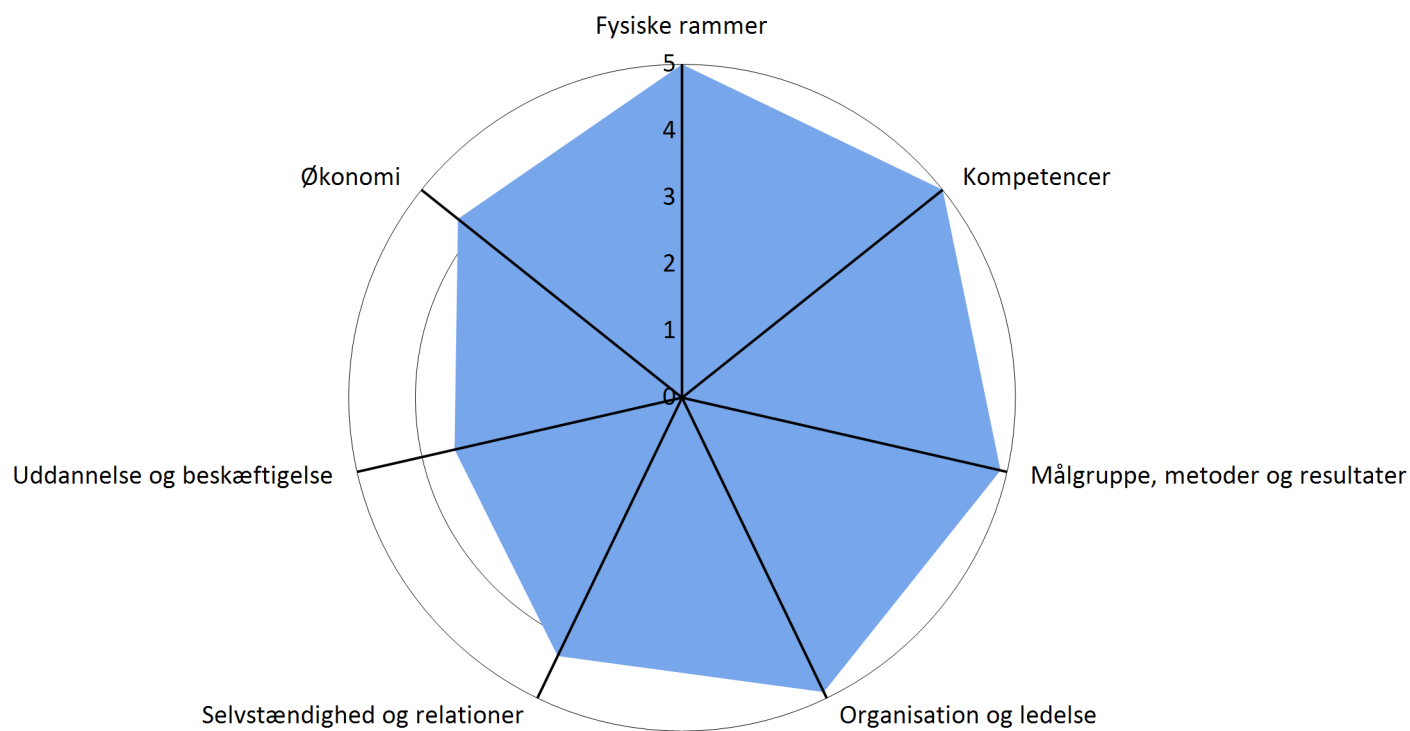 Fysiske rammer
5
4
Økonomi
Kompetencer
3
2
1
0
Uddannelse og beskæftigelse
Målgruppe, metoder og resultater
Selvstændighed og relationer
Organisation og ledelse